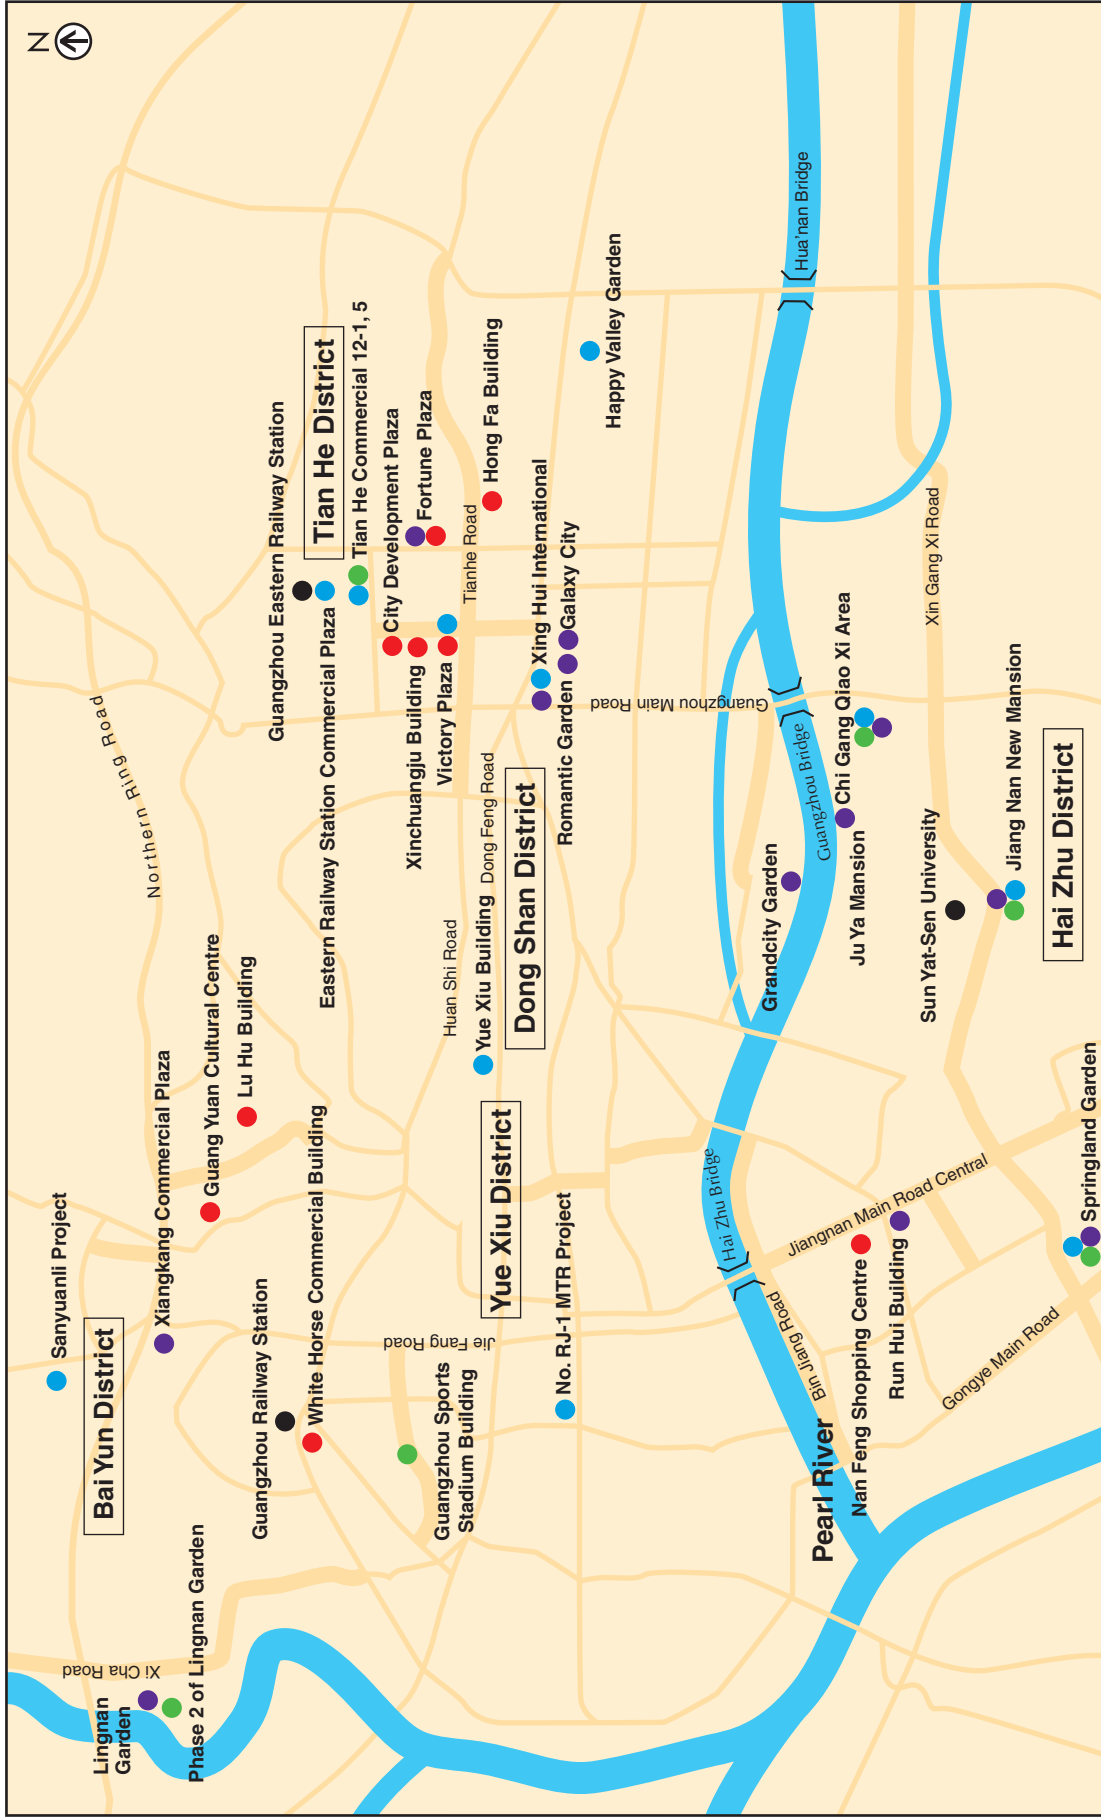 N
Sanyuanli Project
Bai Yun District
Xiangkang Commercial Plaza
Northern Ring Road
Xi Cha Road
Lingnan
Garden
Phase 2 of Lingnan Garden
Guang Yuan Cultural Centre
Lu Hu Building
Guangzhou Railway Station
White Horse Commercial Building
Guangzhou Eastern Railway Station
Tian He District
Eastern Railway Station Commercial Plaza
Tian He Commercial 12-1, 5
City Development Plaza
Fortune Plaza
Xinchuangju Building
Victory Plaza
Tianhe Road
Hong Fa Building
Jie Fang Road
Guangzhou Sports
Stadium Building
Huan Shi Road
Yue Xiu Building
Dong Feng Road
Yue Xiu District
Dong Shan District
Xing Hui International
Galaxy City
Romantic Garden
Guangzhou Main Road
Happy Valley Garden
No. RJ-1 MTR Project
Hai Zhu Bridge
Grandcity Garden
Guangzhou Bridge
Hua'nan Bridge
Pearl River
Bin Jiang Road
Jiangnan Main Road Central
Ju Ya Mansion
Chi Gang Qiao Xi Area
Nan Feng Shopping Centre
Run Hui Building
Sun Yat-Sen University
Xin Gang Xi Road
Gongye Main Road
Jiang Nan New Mansion
Hai Zhu District
Springland Garden